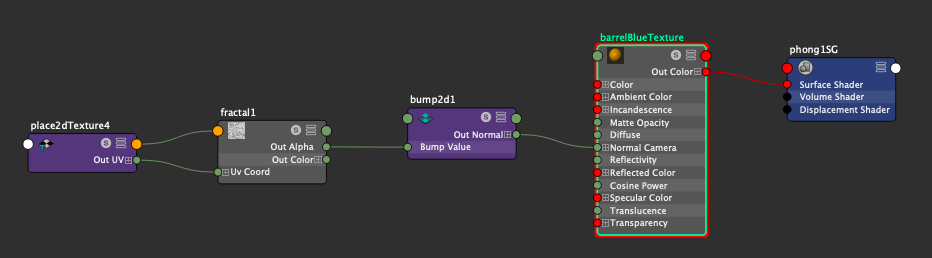 place2dTexture4
Out UV
fractal1
Out Alpha
Out Color
Uv Coord
bump2d1
Out Normal
Bump Value
barrelBlueTexture
Out Color
Color
Ambient Color
Incandescence
Matte Opacity
Diffuse
Normal Camera
Reflectivity
Reflected Color
Cosine Power
Specular Color
Translucence
Transparency
phong1SG
Surface Shader
Volume Shader
Displacement Shader